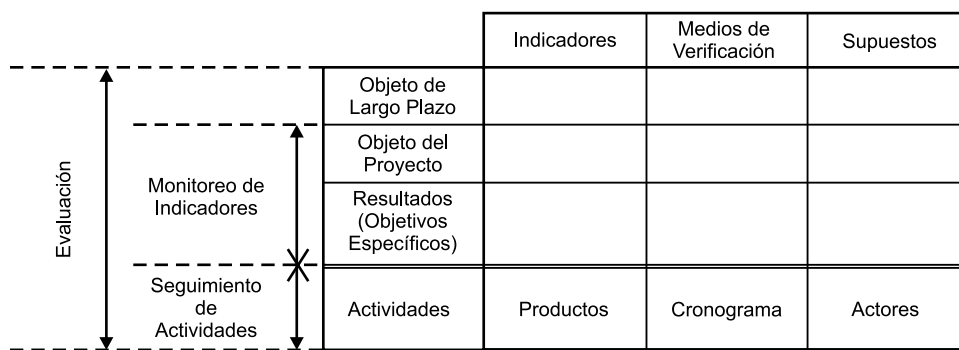 Indicadores
Medios de
Verificación
Supuestos
Objeto de
Largo Plazo
Objeto del
Proyecto
Evaluación
Monitoreo de
Indicadores
Resultados
(Objetivos
Específicos)
Seguimiento
de
Actividades
Actividades
Productos
Cronograma
Actores